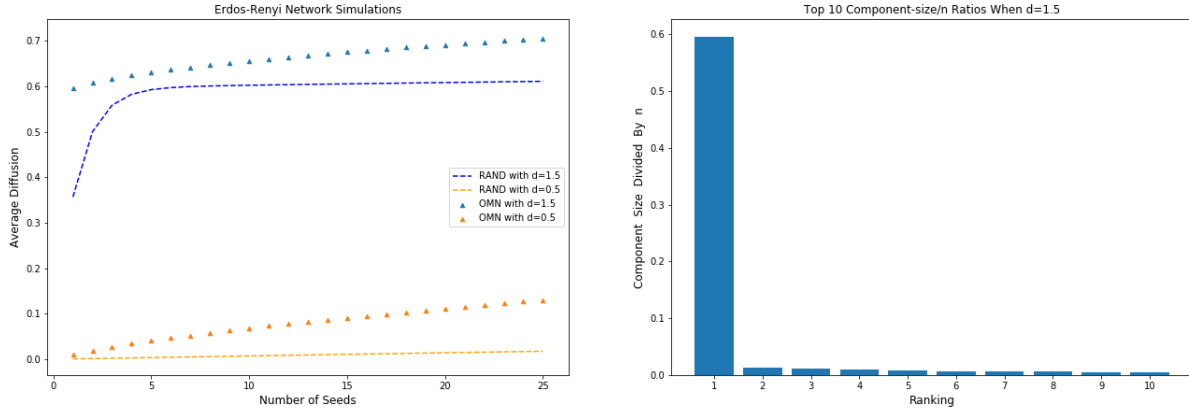 Erdos-Renyi Network Simulations
Average Diffusion
0.7
0.6
0.5
0.4
0.3
0.2
0.1
0.0
RAND with d=1.5
RAND with d=0.5
OMN with d=1.5
OMN with d=0.5
0 5 10 15 20 25
Number of Seeds
Top 10 Component-size/n Ratios When d=1.5
Component Size Divided By n
0.6
0.5
0.4
0.3
0.2
0.1
0.0
1 2 3 4 5 6 7 8 9 10
Ranking